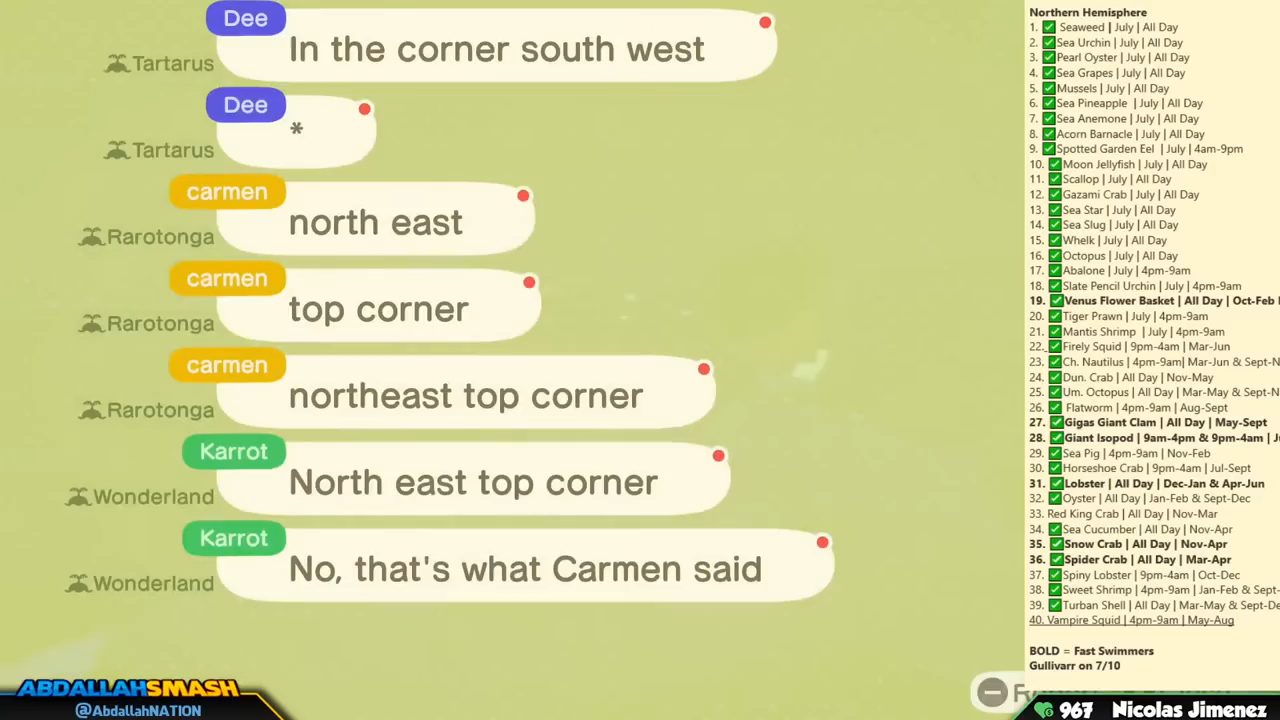 Dee
In the corner south west
Tartarus
Dee
*
Tartarus
carmen
north east
Rarotonga
carmen
top corner
Rarotonga
carmen
northeast top corner
Rarotonga
Karrot
North east top corner
Wonderland
Karrot
No, that's what Carmen said
Wonderland
Northern Hemisphere
1. ✅ Seaweed | July | All Day
2. ✅ Sea Urchin | July | All Day
3. ✅ Pearl Oyster | July | All Day
4. ✅ Sea Grapes | July | All Day
5. ✅ Mussels | July | All Day
6. ✅ Sea Pineapple | July | All Day
7. ✅ Sea Anemone | July | All Day
8. ✅ Acorn Barnacle | July | All Day
9. ✅ Spotted Garden Eel | July | 4am-9pm
10. ✅ Moon Jellyfish | July | All Day
11. ✅ Scallop | July | All Day
12. ✅ Gazami Crab | July | All Day
13. ✅ Sea Star | July | All Day
14. ✅ Sea Slug | July | All Day
15. ✅ Whelk | July | All Day
16. ✅ Octopus | July | All Day
17. ✅ Abalone | July | 4pm-9am
18. ✅ Slate Pencil Urchin | July | 4pm-9am
19. ✅ Venus Flower Basket | All Day | Oct-Feb
20. ✅ Tiger Prawn | July | 4pm-9am
21. ✅ Mantis Shrimp | July | 4pm-9am
22. ✅ Firely Squid | 9pm-4am | Mar-Jun
23. ✅ Ch. Nautilus | 4pm-9am| Mar-Jun & Sept-N
24. ✅ Dun. Crab | All Day | Nov-May
25. ✅ Um. Octopus | All Day | Mar-May & Sept-N
26. ✅ Flatworm | 4pm-9am | Aug-Sept
27. ✅ Gigas Giant Clam | All Day | May-Sept
28. ✅ Giant Isopod | 9am-4pm & 9pm-4am | Ju
29. ✅ Sea Pig | 4pm-9am | Nov-Feb
30. ✅ Horseshoe Crab | 9pm-4am | Jul-Sept
31. ✅ Lobster | All Day | Dec-Jan & Apr-Jun
32. ✅ Oyster | All Day | Jan-Feb & Sept-Dec
33. Red King Crab | All Day | Nov-Mar
34. ✅ Sea Cucumber | All Day | Nov-Apr
35. ✅ Snow Crab | All Day | Nov-Apr
36. ✅ Spider Crab | All Day | Mar-Apr
37. ✅ Spiny Lobster | 9pm-4am | Oct-Dec
38. ✅ Sweet Shrimp | 4pm-9am | Jan-Feb & Sept-
39. ✅ Turban Shell | All Day | Mar-May & Sept-De
40. Vampire Squid | 4pm-9am | May-Aug
BOLD = Fast Swimmers
Gullivarr on 7/10
ABDALLAHSMASH
@AbdallahNATION
967 Nicolas Jimenez